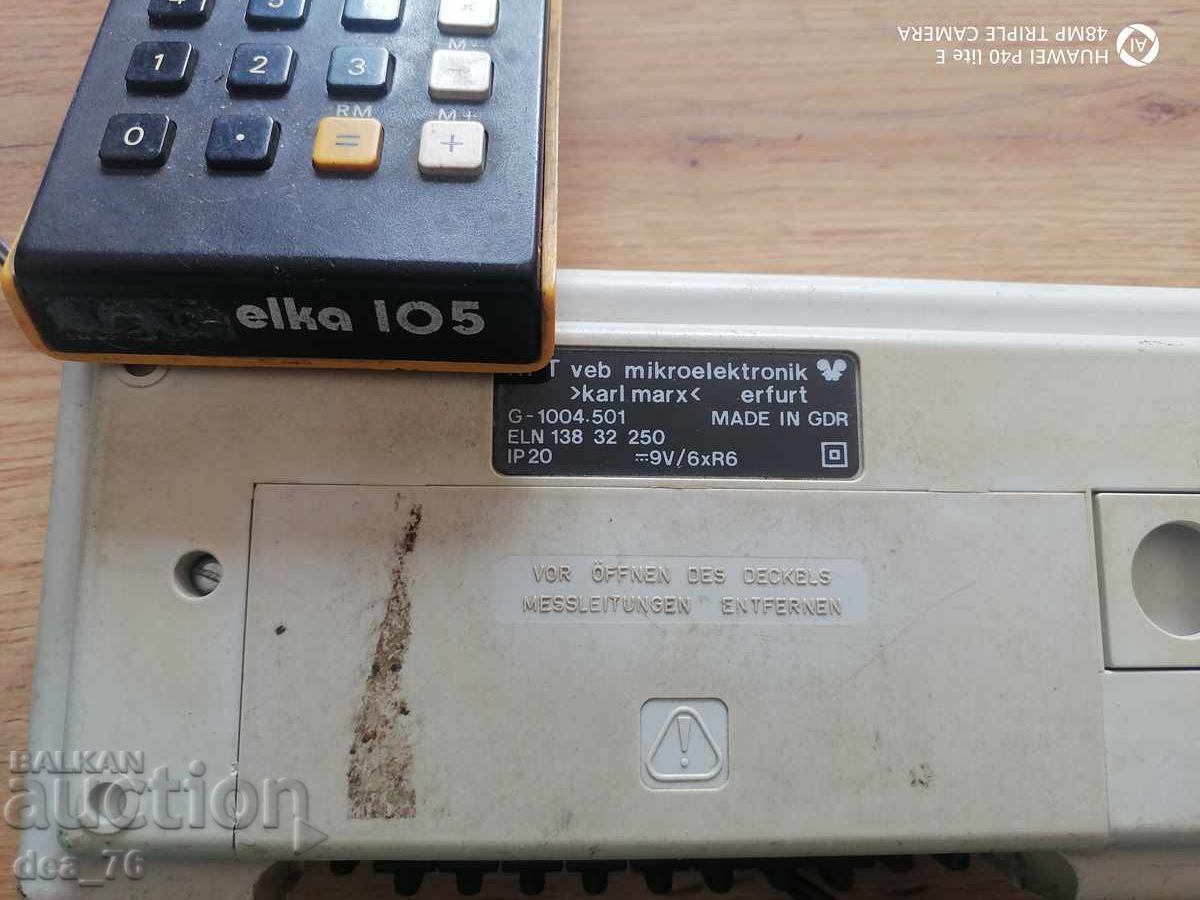 HUAWEI P40 lite E
48MP TRIPLE CAMERA
AI
M-
1 2 3 −
RM M+
0 . = +
elka 105
T veb mikroelektronik
>karl marx< erfurt
G-1004.501 MADE IN GDR
ELN 138 32 250
IP20 ⎓9V/6xR6
VOR ÖFFNEN DES DECKELS
MESSLEITUNGEN ENTFERNEN
!
BALKAN
auction
dea_76